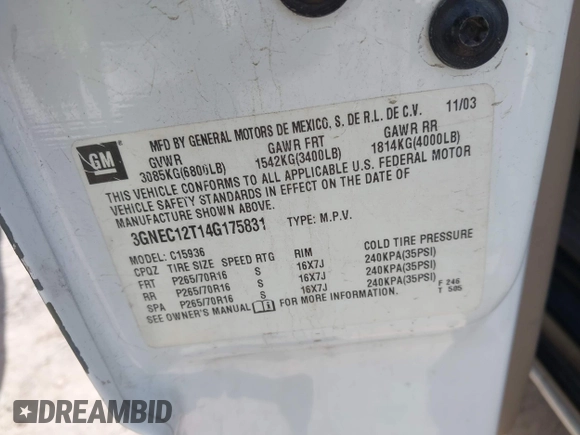 MFD BY GENERAL MOTORS DE MEXICO, S. DE R.L. DE C.V. 11/03
GM
GVWR GAWR FRT GAWR RR
3085KG(6800LB) 1542KG(3400LB) 1814KG(4000LB)
THIS VEHICLE CONFORMS TO ALL APPLICABLE U.S. FEDERAL MOTOR
VEHICLE SAFETY STANDARDS IN EFFECT ON THE DATE OF
MANUFACTURE SHOWN ABOVE.
3GNEC12T14G175831 TYPE: M.P.V.
MODEL: C15936
CPQZ TIRE SIZE SPEED RTG RIM COLD TIRE PRESSURE
FRT P265/70R16 S 16X7J 240KPA(35PSI)
RR P265/70R16 S 16X7J 240KPA(35PSI)
SPA P265/70R16 S 16X7J 240KPA(35PSI)
SEE OWNER'S MANUAL FOR MORE INFORMATION. F 246
T 505
DREAMBID